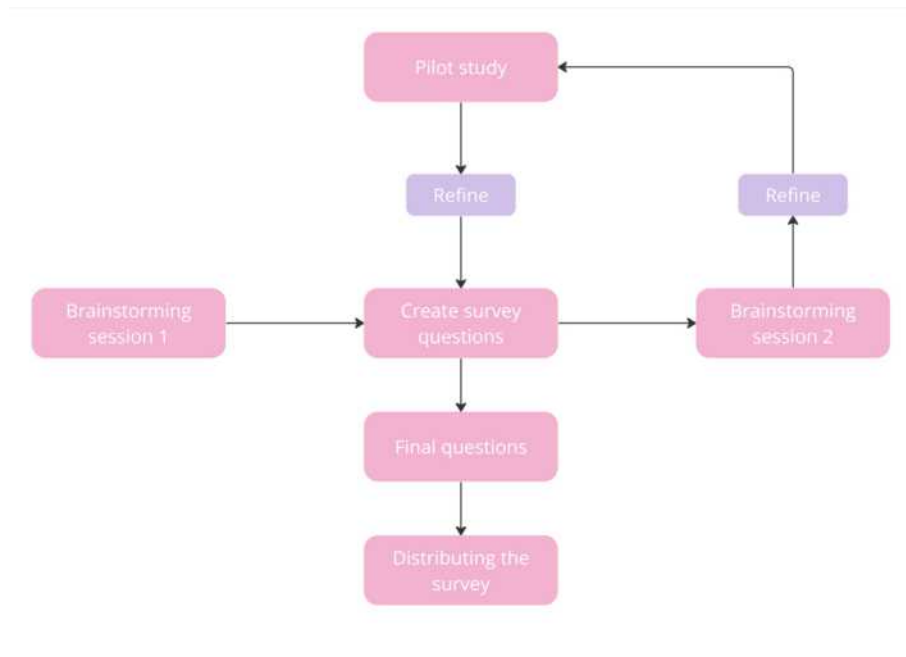 Pilot study
Refine
Refine
Brainstorming
session 1
Create survey
questions
Brainstorming
session 2
Final questions
Distributing the
survey